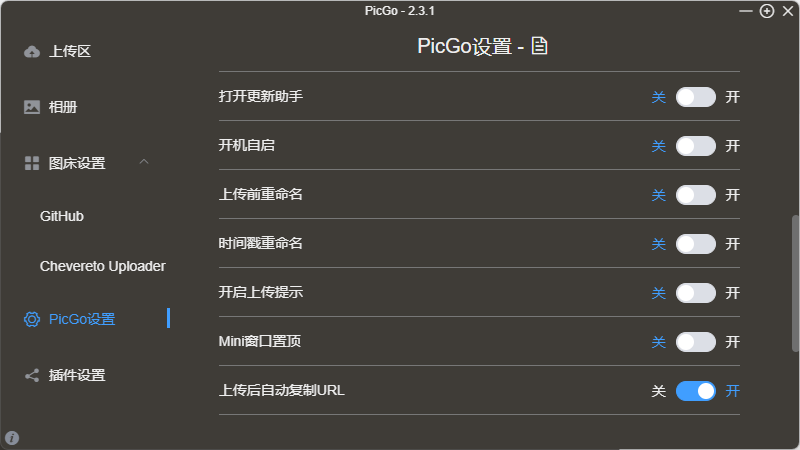 PicGo - 2.3.1
上传区
相册
图床设置
GitHub
Chevereto Uploader
PicGo设置
插件设置
PicGo设置 -
打开更新助手 关 开
开机自启 关 开
上传前重命名 关 开
时间戳重命名 关 开
开启上传提示 关 开
Mini窗口置顶 关 开
上传后自动复制URL 关 开